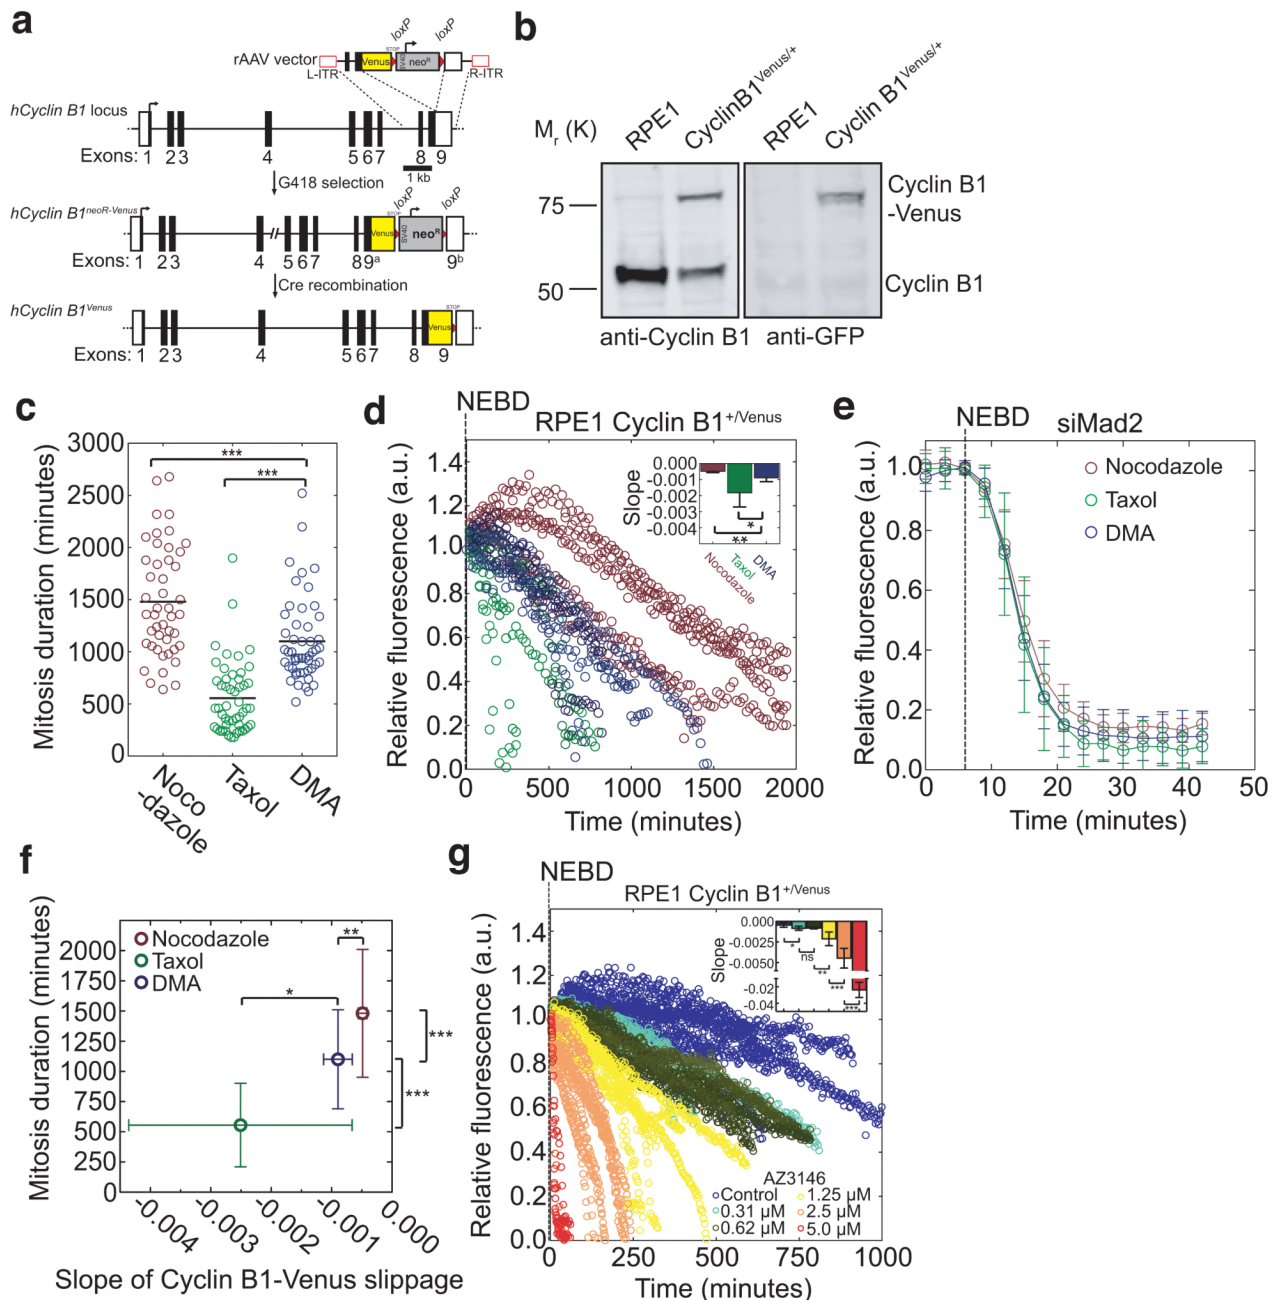 a
loxP loxP
rAAV vector
STOP
Venus SV40 neoR
L-ITR R-ITR
hCyclin B1 locus
Exons: 1 2 3 4 5 6 7 8 9
1 kb
G418 selection
loxP loxP
hCyclin B1neoR-Venus
STOP
Venus SV40 neoR
Exons: 1 2 3 4 5 6 7 8 9a 9b
Cre recombination
hCyclin B1Venus
STOP
Venus
Exons: 1 2 3 4 5 6 7 8 9
b
Mr (K)
RPE1
CyclinB1Venus/+
RPE1
Cyclin B1Venus/+
75
50
Cyclin B1
-Venus
Cyclin B1
anti-Cyclin B1 anti-GFP
c
Mitosis duration (minutes)
3000
2500
2000
1500
1000
500
0
***
***
Noco
-dazole
Taxol
DMA
d
NEBD
RPE1 Cyclin B1+/Venus
Relative fluorescence (a.u.)
1.4
1.2
1.0
0.8
0.6
0.4
0.2
0.0
0 500 1000 1500 2000
Time (minutes)
Slope
0.000
-0.001
-0.002
-0.003
-0.004
*
**
Nocodazole
Taxol
DMA
e
NEBD
siMad2
Relative fluorescence (a.u.)
1.0
0.8
0.6
0.4
0.2
0.0
Nocodazole
Taxol
DMA
0 10 20 30 40 50
Time (minutes)
f
Mitosis duration (minutes)
2000
1750
1500
1250
1000
750
500
250
0
Nocodazole
Taxol
DMA
**
*
***
***
-0.004 -0.003 -0.002 -0.001 0.000
Slope of Cyclin B1-Venus slippage
g
NEBD
RPE1 Cyclin B1+/Venus
Relative fluorescence (a.u.)
1.4
1.2
1.0
0.8
0.6
0.4
0.2
0.0
Slope
0.000
-0.0025
-0.0050
-0.02
-0.04
*
ns
**
***
***
AZ3146
Control 1.25 µM
0.31 µM 2.5 µM
0.62 µM 5.0 µM
0 250 500 750 1000
Time (minutes)